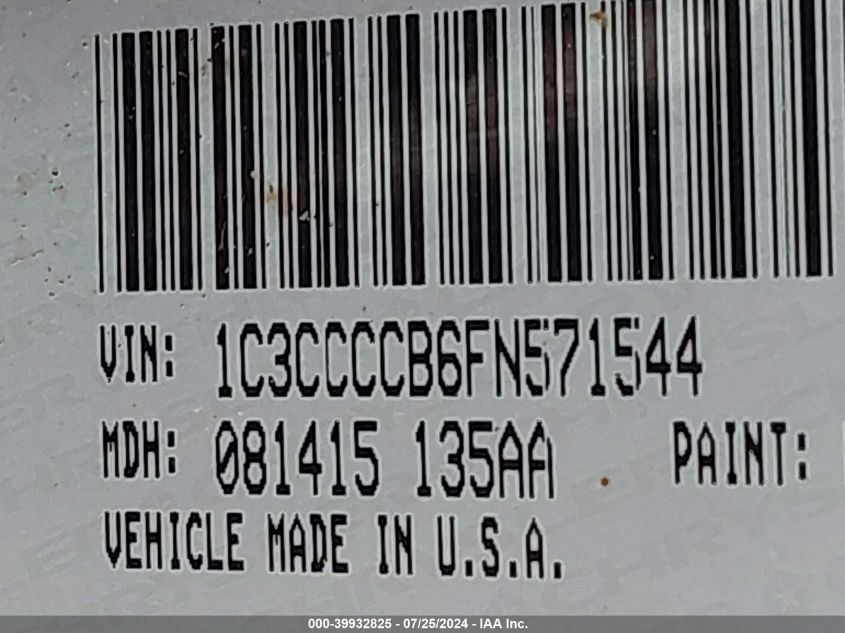 VIN: 1C3CCCCB6FN571544
MDH: 081415 135AA PAINT:
VEHICLE MADE IN U.S.A.
000-39932825 - 07/25/2024 - IAA Inc.